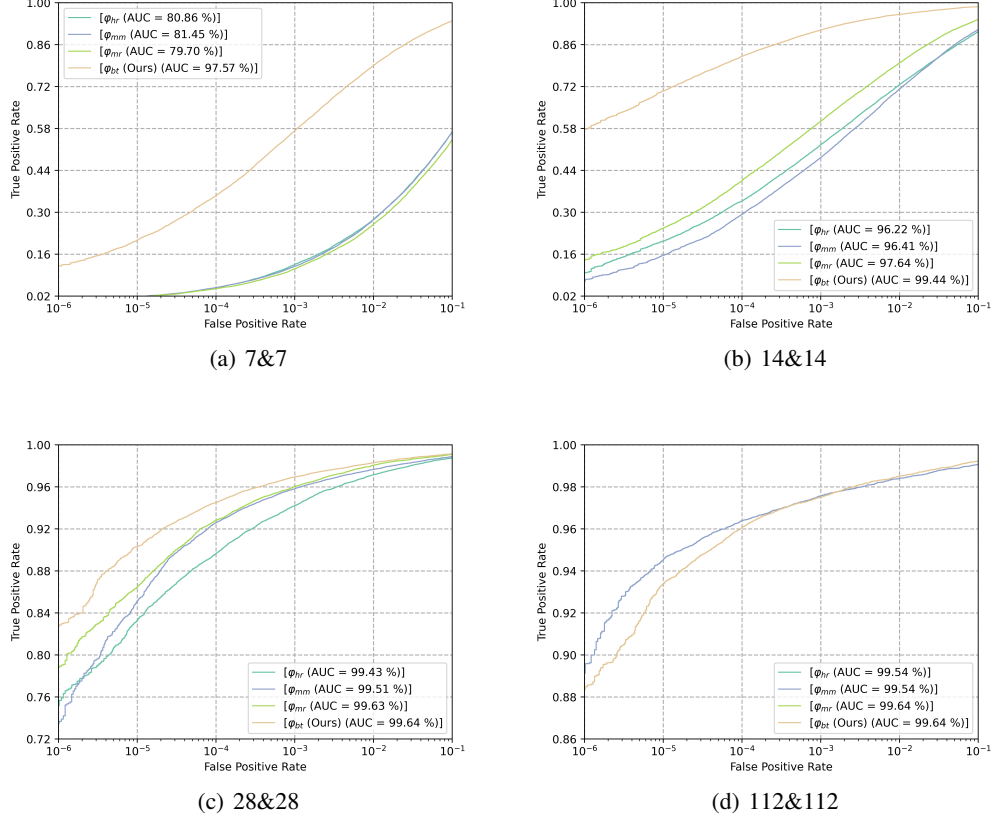 1.00
0.86
0.72
0.58
0.44
0.30
0.16
0.02
True Positive Rate
[φhr (AUC = 80.86 %)]
[φmm (AUC = 81.45 %)]
[φmr (AUC = 79.70 %)]
[φbt (Ours) (AUC = 97.57 %)]
10⁻⁶ 10⁻⁵ 10⁻⁴ 10⁻³ 10⁻² 10⁻¹
False Positive Rate
(a) 7&7
1.00
0.86
0.72
0.58
0.44
0.30
0.16
0.02
True Positive Rate
[φhr (AUC = 96.22 %)]
[φmm (AUC = 96.41 %)]
[φmr (AUC = 97.64 %)]
[φbt (Ours) (AUC = 99.44 %)]
10⁻⁶ 10⁻⁵ 10⁻⁴ 10⁻³ 10⁻² 10⁻¹
False Positive Rate
(b) 14&14
1.00
0.96
0.92
0.88
0.84
0.80
0.76
0.72
True Positive Rate
[φhr (AUC = 99.43 %)]
[φmm (AUC = 99.51 %)]
[φmr (AUC = 99.63 %)]
[φbt (Ours) (AUC = 99.64 %)]
10⁻⁶ 10⁻⁵ 10⁻⁴ 10⁻³ 10⁻² 10⁻¹
False Positive Rate
(c) 28&28
1.00
0.98
0.96
0.94
0.92
0.90
0.88
0.86
True Positive Rate
[φhr (AUC = 99.54 %)]
[φmm (AUC = 99.54 %)]
[φmr (AUC = 99.64 %)]
[φbt (Ours) (AUC = 99.64 %)]
10⁻⁶ 10⁻⁵ 10⁻⁴ 10⁻³ 10⁻² 10⁻¹
False Positive Rate
(d) 112&112